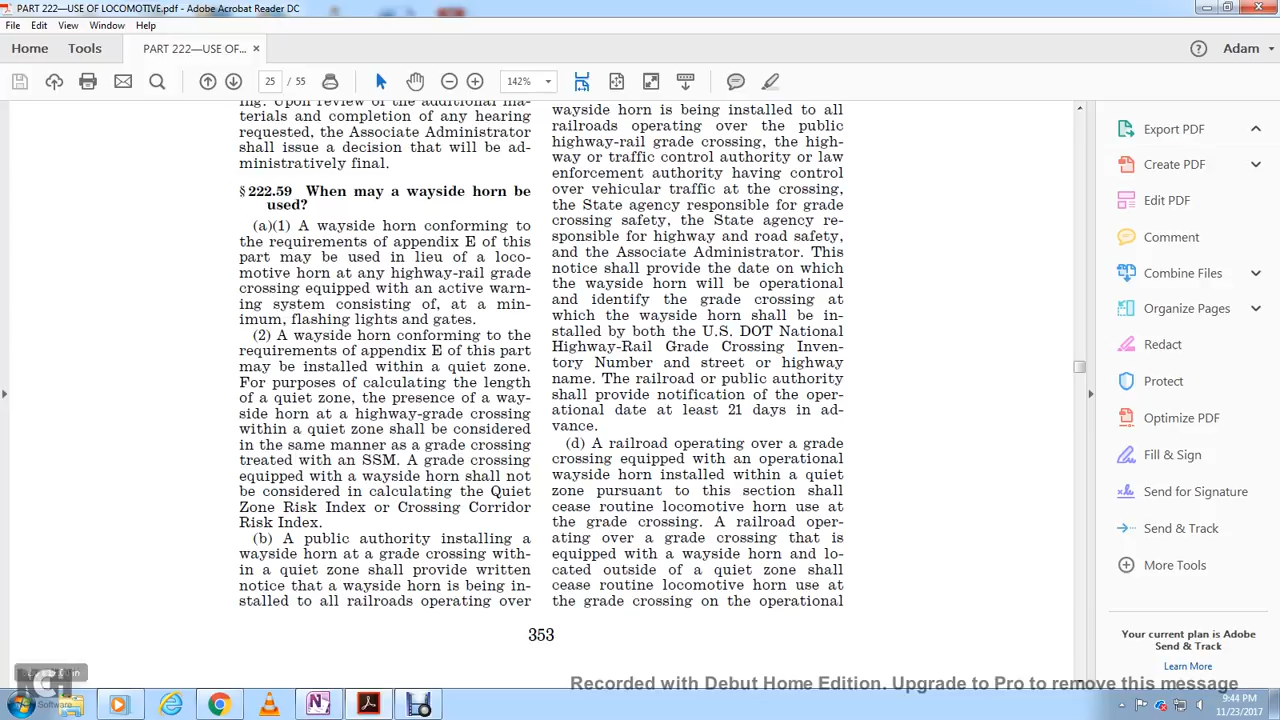 PART 222—USE OF LOCOMOTIVE.pdf - Adobe Acrobat Reader DC
File Edit View Window Help
Home Tools PART 222—USE OF... × Adam
25 / 55 142%
ing. Upon review of the additional ma-
terials and completion of any hearing
requested, the Associate Administrator
shall issue a decision that will be ad-
ministratively final.
§ 222.59 When may a wayside horn be
used?
(a)(1) A wayside horn conforming to
the requirements of appendix E of this
part may be used in lieu of a loco-
motive horn at any highway-rail grade
crossing equipped with an active warn-
ing system consisting of, at a min-
imum, flashing lights and gates.
(2) A wayside horn conforming to the
requirements of appendix E of this part
may be installed within a quiet zone.
For purposes of calculating the length
of a quiet zone, the presence of a way-
side horn at a highway-grade crossing
within a quiet zone shall be considered
in the same manner as a grade crossing
treated with an SSM. A grade crossing
equipped with a wayside horn shall not
be considered in calculating the Quiet
Zone Risk Index or Crossing Corridor
Risk Index.
(b) A public authority installing a
wayside horn at a grade crossing with-
in a quiet zone shall provide written
notice that a wayside horn is being in-
stalled to all railroads operating over
wayside horn is being installed to all
railroads operating over the public
highway-rail grade crossing, the high-
way or traffic control authority or law
enforcement authority having control
over vehicular traffic at the crossing,
the State agency responsible for grade
crossing safety, the State agency re-
sponsible for highway and road safety,
and the Associate Administrator. This
notice shall provide the date on which
the wayside horn will be operational
and identify the grade crossing at
which the wayside horn shall be in-
stalled by both the U.S. DOT National
Highway-Rail Grade Crossing Inven-
tory Number and street or highway
name. The railroad or public authority
shall provide notification of the oper-
ational date at least 21 days in ad-
vance.
(d) A railroad operating over a grade
crossing equipped with an operational
wayside horn installed within a quiet
zone pursuant to this section shall
cease routine locomotive horn use at
the grade crossing. A railroad oper-
ating over a grade crossing that is
equipped with a wayside horn and lo-
cated outside of a quiet zone shall
cease routine locomotive horn use at
the grade crossing on the operational
353
Export PDF
Create PDF
Edit PDF
Comment
Combine Files
Organize Pages
Redact
Protect
Optimize PDF
Fill & Sign
Send for Signature
Send & Track
More Tools
Your current plan is Adobe
Send & Track
Learn More
Recorded with Debut Home Edition. Upgrade to Pro to remove this message
NCH
Software
9:44 PM
11/23/2017